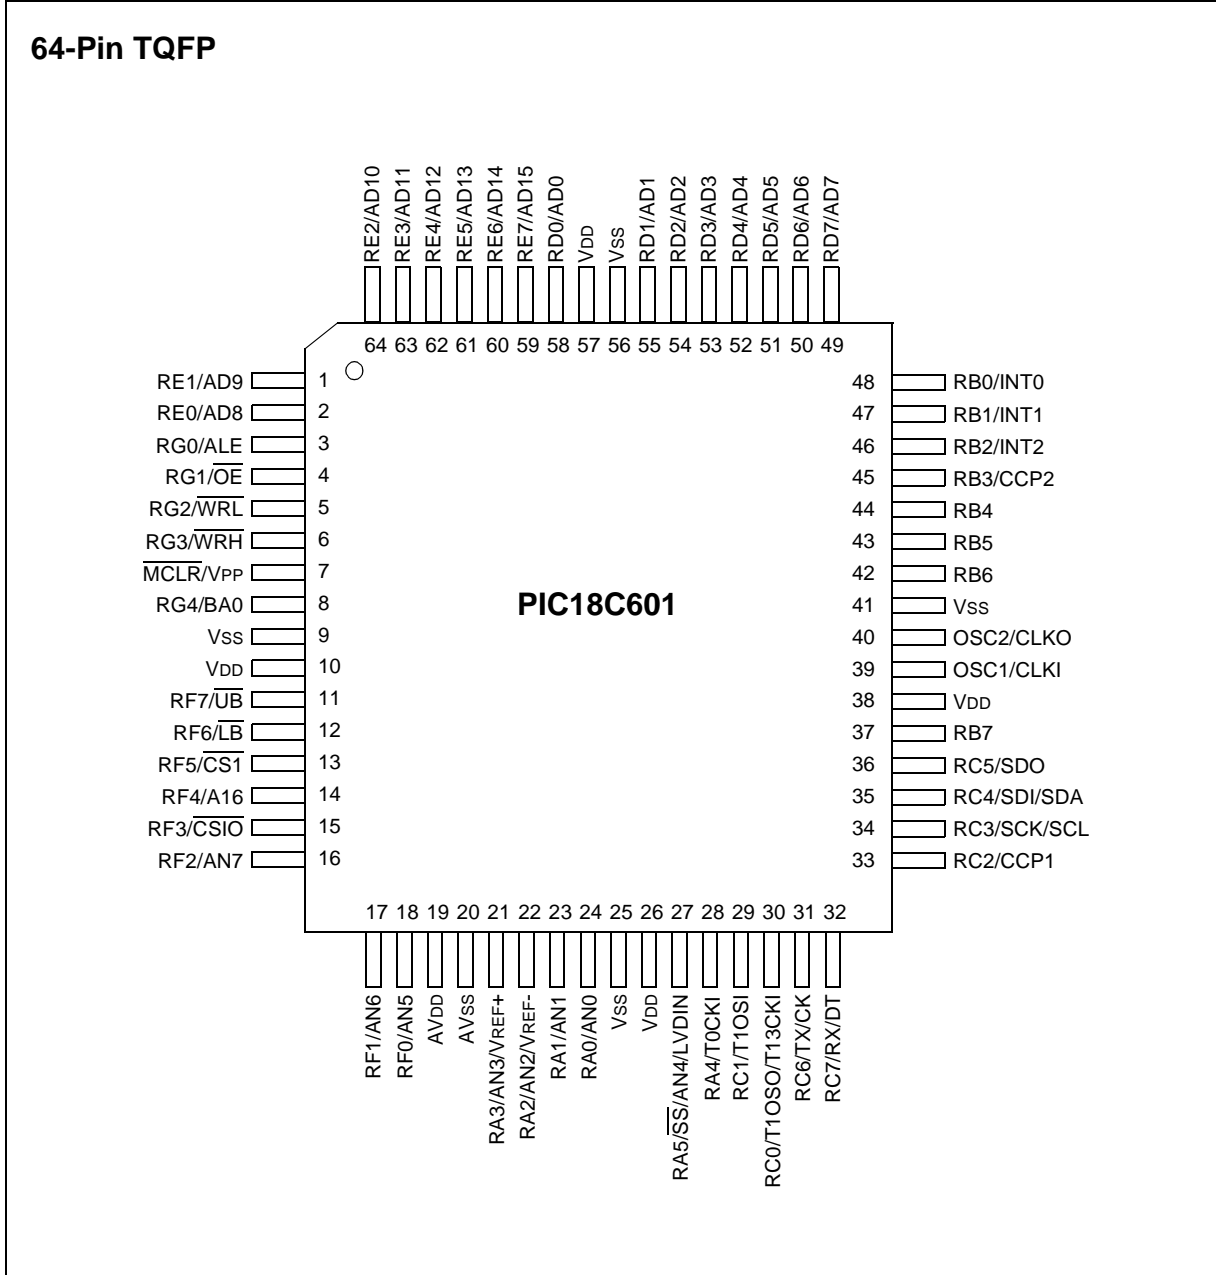 64-Pin TQFP
RE2/AD10
RE3/AD11
RE4/AD12
RE5/AD13
RE6/AD14
RE7/AD15
RD0/AD0
VDD
VSS
RD1/AD1
RD2/AD2
RD3/AD3
RD4/AD4
RD5/AD5
RD6/AD6
RD7/AD7
64 63 62 61 60 59 58 57 56 55 54 53 52 51 50 49
RE1/AD9 1
RE0/AD8 2
RG0/ALE 3
RG1/O̅E̅ 4
RG2/W̅R̅L̅ 5
RG3/W̅R̅H̅ 6
M̅C̅L̅R̅/VPP 7
RG4/BA0 8
VSS 9
VDD 10
RF7/U̅B̅ 11
RF6/L̅B̅ 12
RF5/C̅S̅1̅ 13
RF4/A16 14
RF3/C̅S̅I̅O̅ 15
RF2/AN7 16
PIC18C601
48 RB0/INT0
47 RB1/INT1
46 RB2/INT2
45 RB3/CCP2
44 RB4
43 RB5
42 RB6
41 VSS
40 OSC2/CLKO
39 OSC1/CLKI
38 VDD
37 RB7
36 RC5/SDO
35 RC4/SDI/SDA
34 RC3/SCK/SCL
33 RC2/CCP1
17 18 19 20 21 22 23 24 25 26 27 28 29 30 31 32
RF1/AN6
RF0/AN5
AVDD
AVSS
RA3/AN3/VREF+
RA2/AN2/VREF-
RA1/AN1
RA0/AN0
VSS
VDD
RA5/S̅S̅/AN4/LVDIN
RA4/T0CKI
RC1/T1OSI
RC0/T1OSO/T13CKI
RC6/TX/CK
RC7/RX/DT